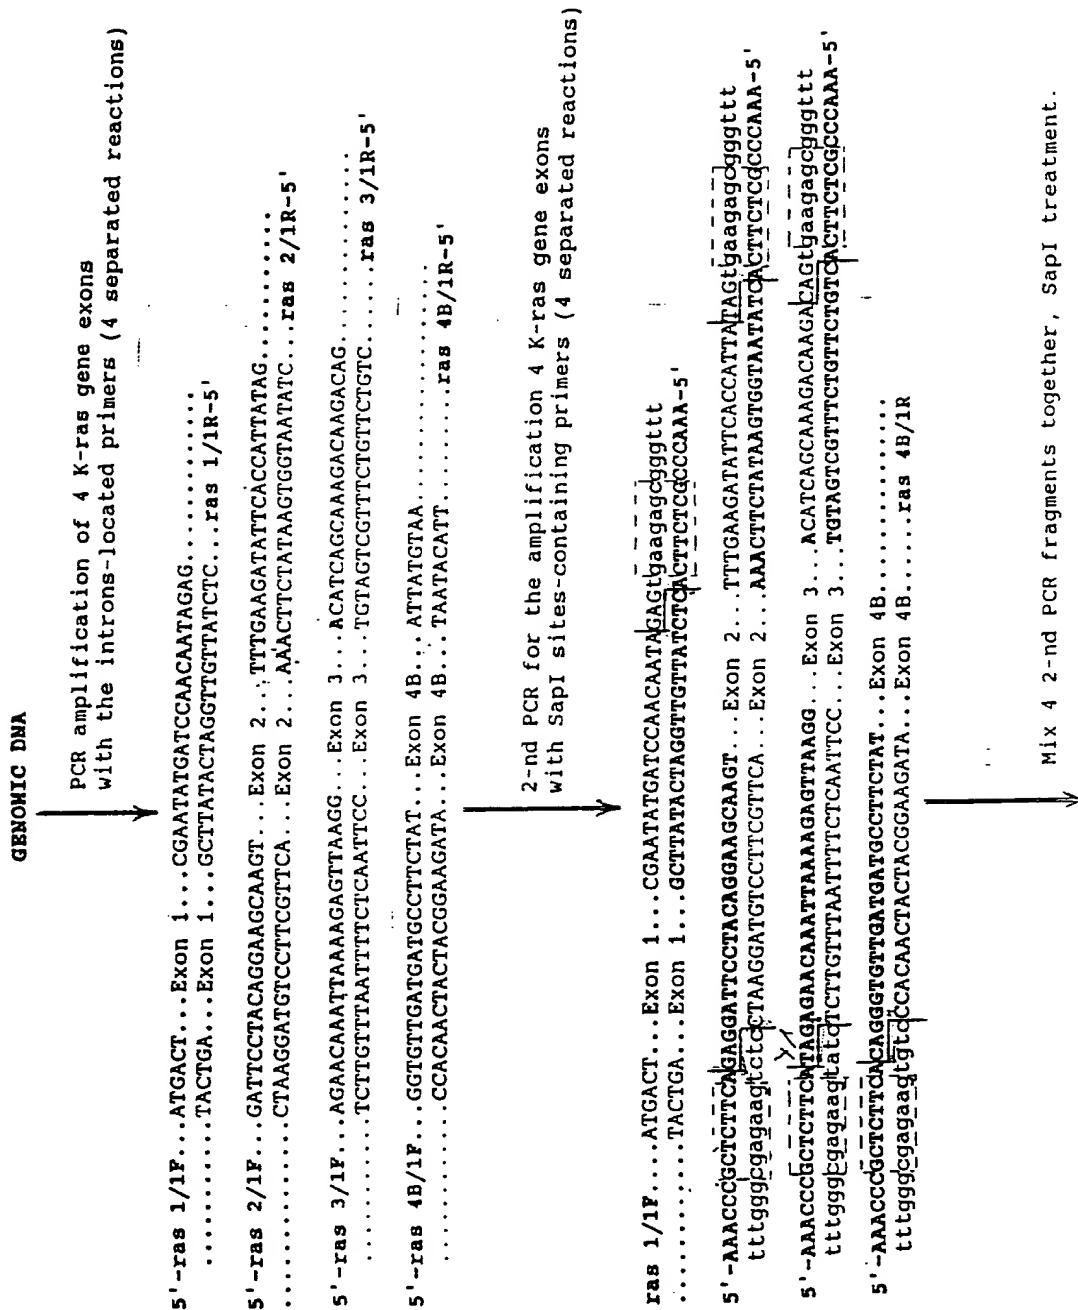 GENOMIC DNA
PCR amplification of 4 K-ras gene exons
with the introns-located primers (4 separated reactions)
5'-ras 1/1F...ATGACT...Exon 1...CGAATATGATCCAACAATAGAG...........
..........TACTGA...Exon 1...GCTTATACTAGGTTGTTATCTC...ras 1/1R-5'
5'-ras 2/1F...GATTCCTACAGGAAGCAAGT...Exon 2...TTTGAAGATATTCACCATTATAG..........
.............CTAAGGATGTCCTTCGTTCA...Exon 2...AAACTTCTATAAGTGGTAATATC...ras 2/1R-5'
5'-ras 3/1F...AGAACAAATTAAAAGAGTTAAGG...Exon 3...ACATCAGCAAAGACAAGACAG.............
..........TCTTGTTTAATTTTCTCAATTCC...Exon 3...TGTAGTCGTTTCTGTTCTGTC......ras 3/1R-5'
5'-ras 4B/1F...GGTGTTGATGATGCCTTCTAT...Exon 4B...ATTATGTAA..................
...........CCACAACTACTACGGAAGATA...Exon 4B...TAATACATT.......ras 4B/1R-5'
2-nd PCR for the amplification 4 K-ras gene exons
with SapI sites-containing primers (4 separated reactions)
ras 1/1F....ATGACT...Exon 1...CGAATATGATCCAACAATAGAGTgaagagcgggttt
...........TACTGA...Exon 1...GCTTATACTAGGTTGTTATCTCACTTCTCGCCCAAA-5'
5'-AAACCCGCTCTTCAGAGGATTCCTACAGGAAGCAAGT...Exon 2...TTTGAAGATATTCACCATTATAGTgaagagcgggttt
tttgggcgagaagtctcCTAAGGATGTCCTTCGTTCA...Exon 2...AAACTTCTATAAGTGGTAATATCACTTCTCGCCCAAA-5'
5'-AAACCCGCTCTTCATAGAGAACAAATTAAAAGAGTTAAGG...Exon 3...ACATCAGCAAAGACAAGACAGTgaagagcgggttt
tttgggcgagaagtatcTCTTGTTTAATTTTCTCAATTCC...Exon 3...TGTAGTCGTTTCTGTTCTGTCACTTCTCGCCCAAA-5'
5'-AAACCCGCTCTTCACAGGGTGTTGATGATGCCTTCTAT...Exon 4B............
tttgggcgagaagtgtcCCACAACTACTACGGAAGATA...Exon 4B......ras 4B/1R
Mix 4 2-nd PCR fragments together, SapI treatment.